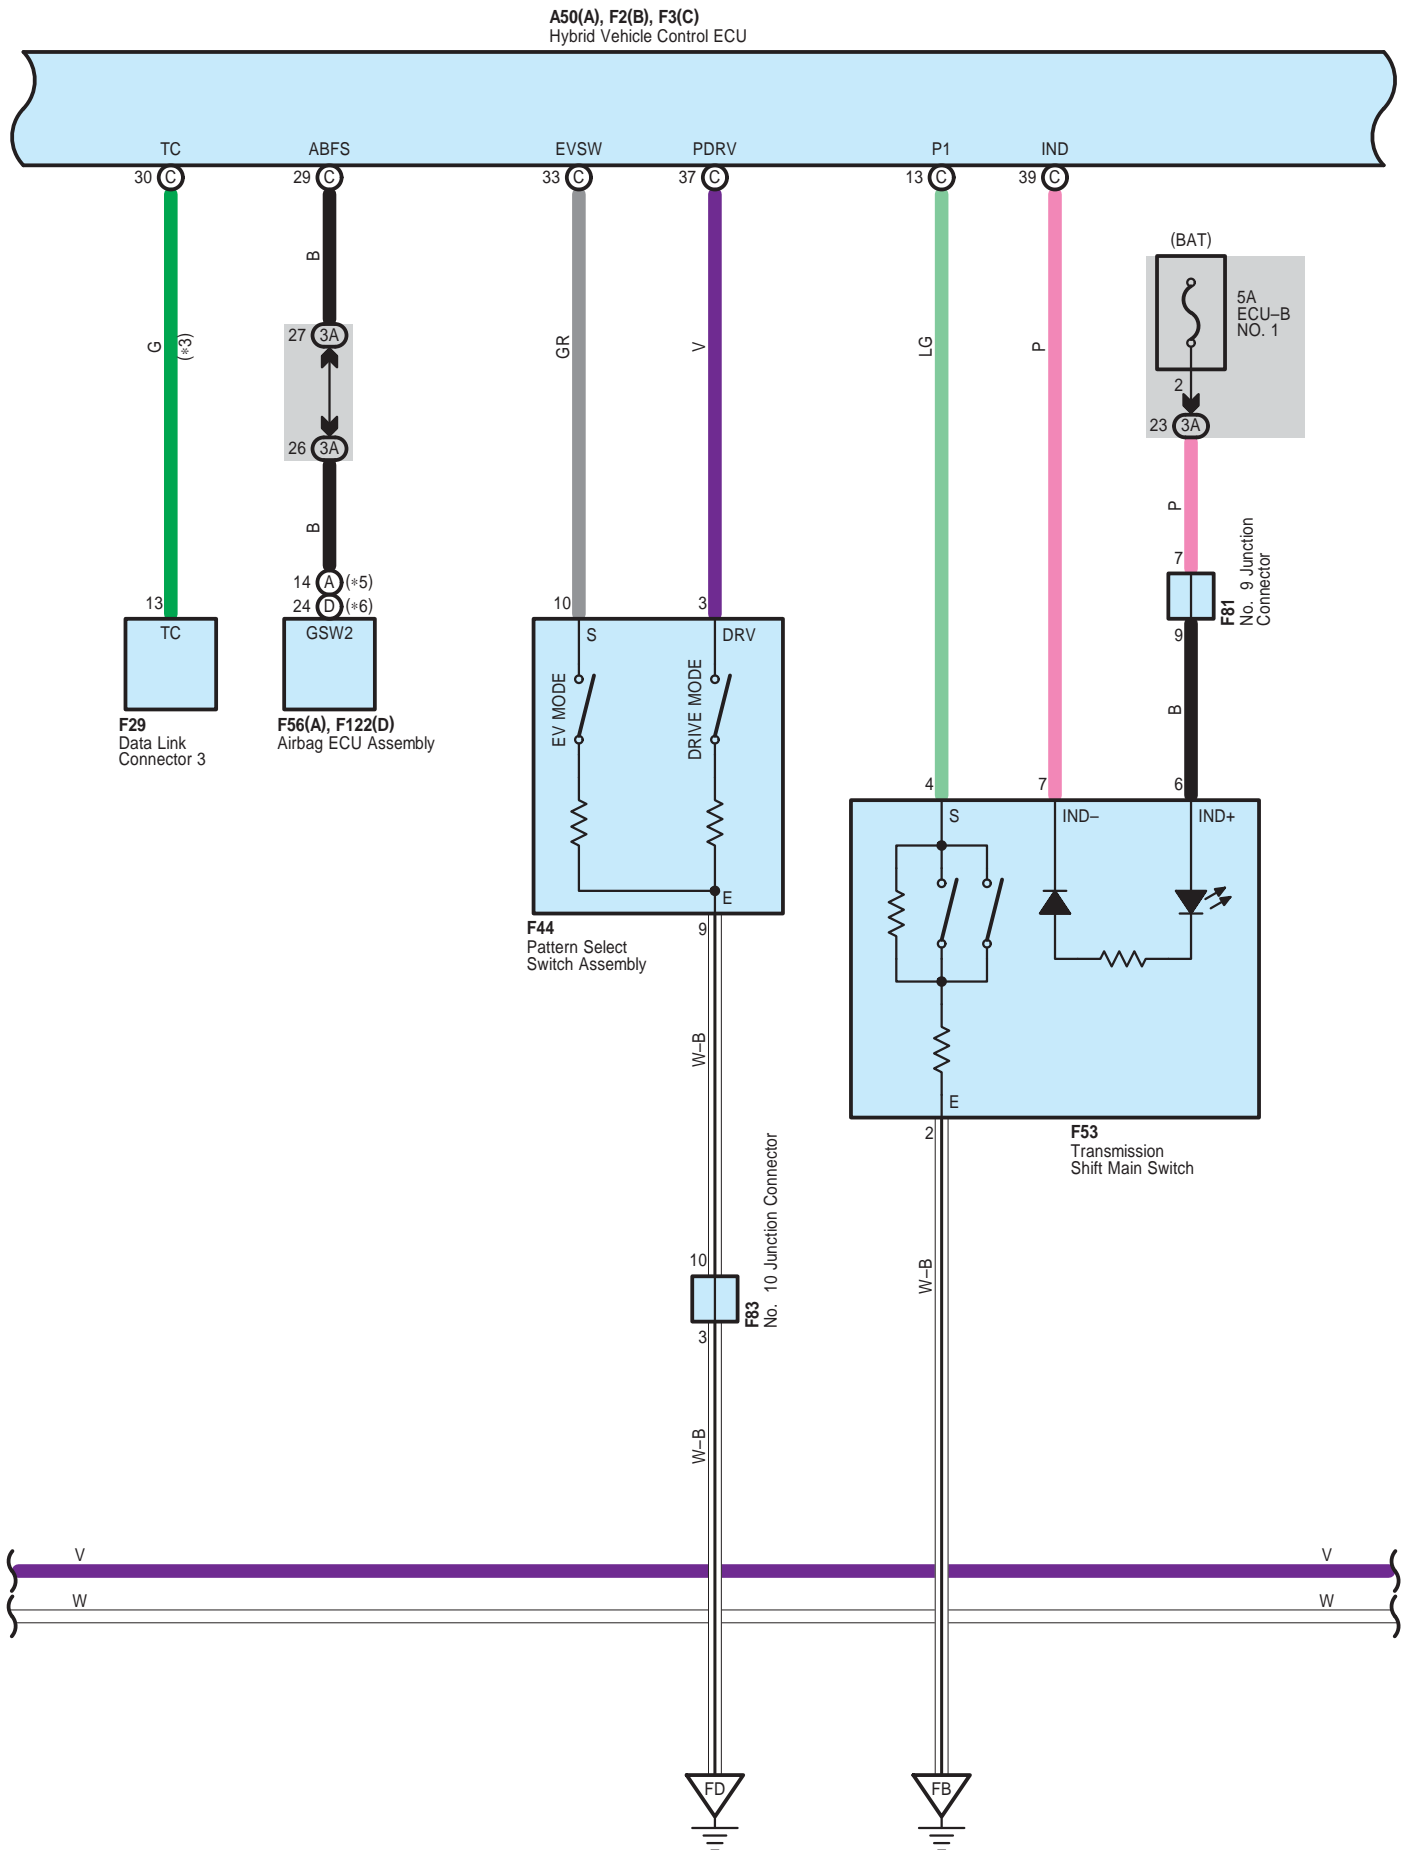 A50(A), F2(B), F3(C)
Hybrid Vehicle Control ECU
TC
ABFS
EVSW
PDRV
P1
IND
30 C
29 C
33 C
37 C
13 C
39 C
(BAT)
5A
ECU–B
NO. 1
2
23 3A
B
27 3A
26 3A
B
G
(*3)
GR
V
LG
P
P
7
F81
No. 9 Junction
Connector
9
B
14 A (*5)
24 D (*6)
13
TC
GSW2
F29
Data Link
Connector 3
F56(A), F122(D)
Airbag ECU Assembly
10
3
S
DRV
EV MODE
DRIVE MODE
E
9
F44
Pattern Select
Switch Assembly
4
7
6
S
IND–
IND+
E
2
F53
Transmission
Shift Main Switch
W–B
10
F83
No. 10 Junction Connector
3
W–B
W–B
V
V
W
W
FD
FB